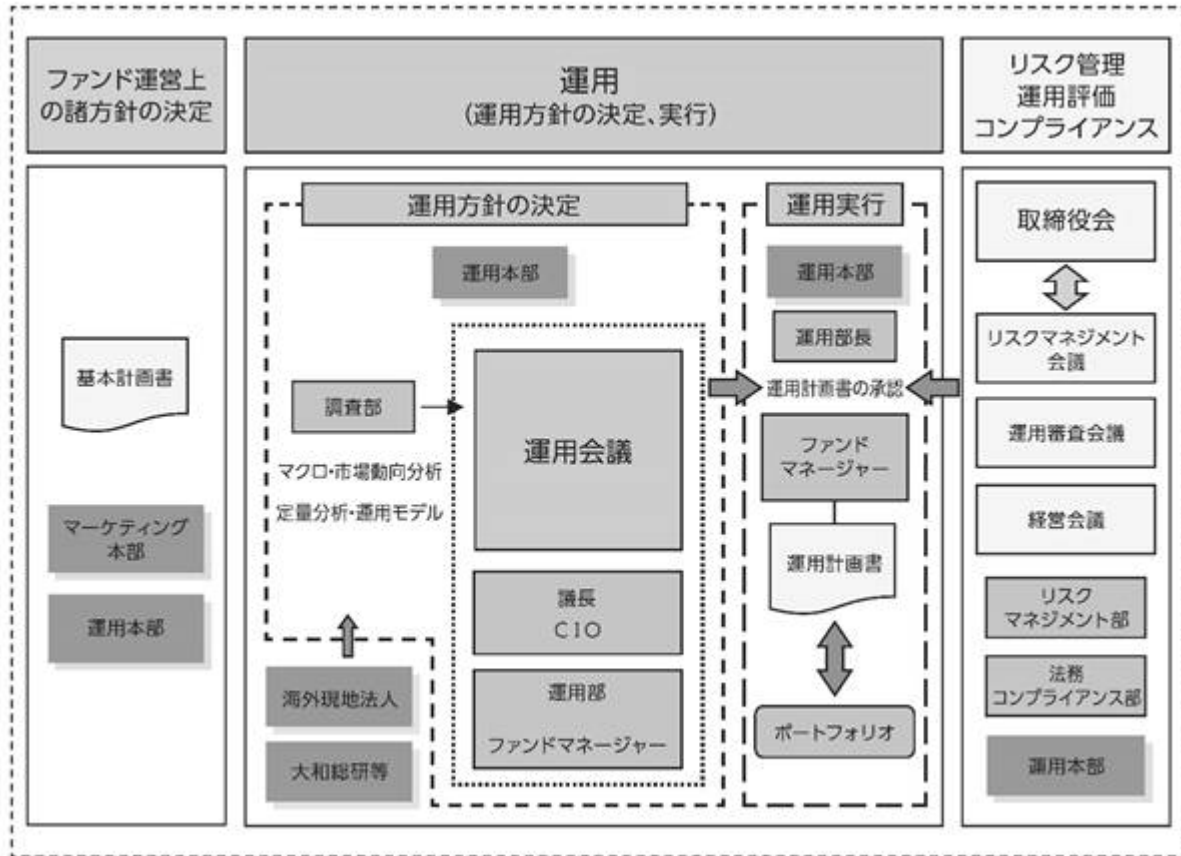 ファンド運営上
の諸方針の決定
運用
(運用方針の決定、実行)
リスク管理
運用評価
コンプライアンス
基本計画書
マーケティング
本部
運用本部
運用方針の決定
運用本部
調査部
マクロ・市場動向分析
定量分析・運用モデル
運用会議
議長
CIO
運用部
ファンドマネージャー
海外現地法人
大和総研等
運用実行
運用本部
運用部長
運用計画書の承認
ファンド
マネージャー
運用計画書
ポートフォリオ
取締役会
リスクマネジメント
会議
運用審査会議
経営会議
リスク
マネジメント部
法務
コンプライアンス部
運用本部